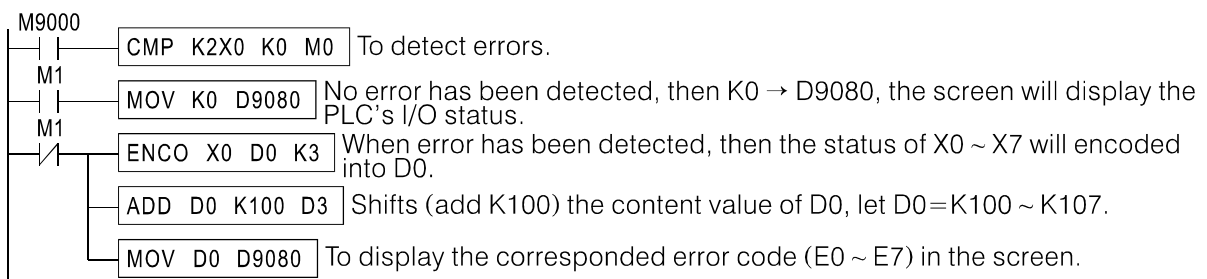 M9000
CMP K2X0 K0 M0 To detect errors.
M1
MOV K0 D9080 No error has been detected, then K0 → D9080, the screen will display the
PLC's I/O status.
M1
ENCO X0 D0 K3 When error has been detected, then the status of X0 ~ X7 will encoded
into D0.
ADD D0 K100 D3 Shifts (add K100) the content value of D0, let D0=K100 ~ K107.
MOV D0 D9080 To display the corresponded error code (E0 ~ E7) in the screen.